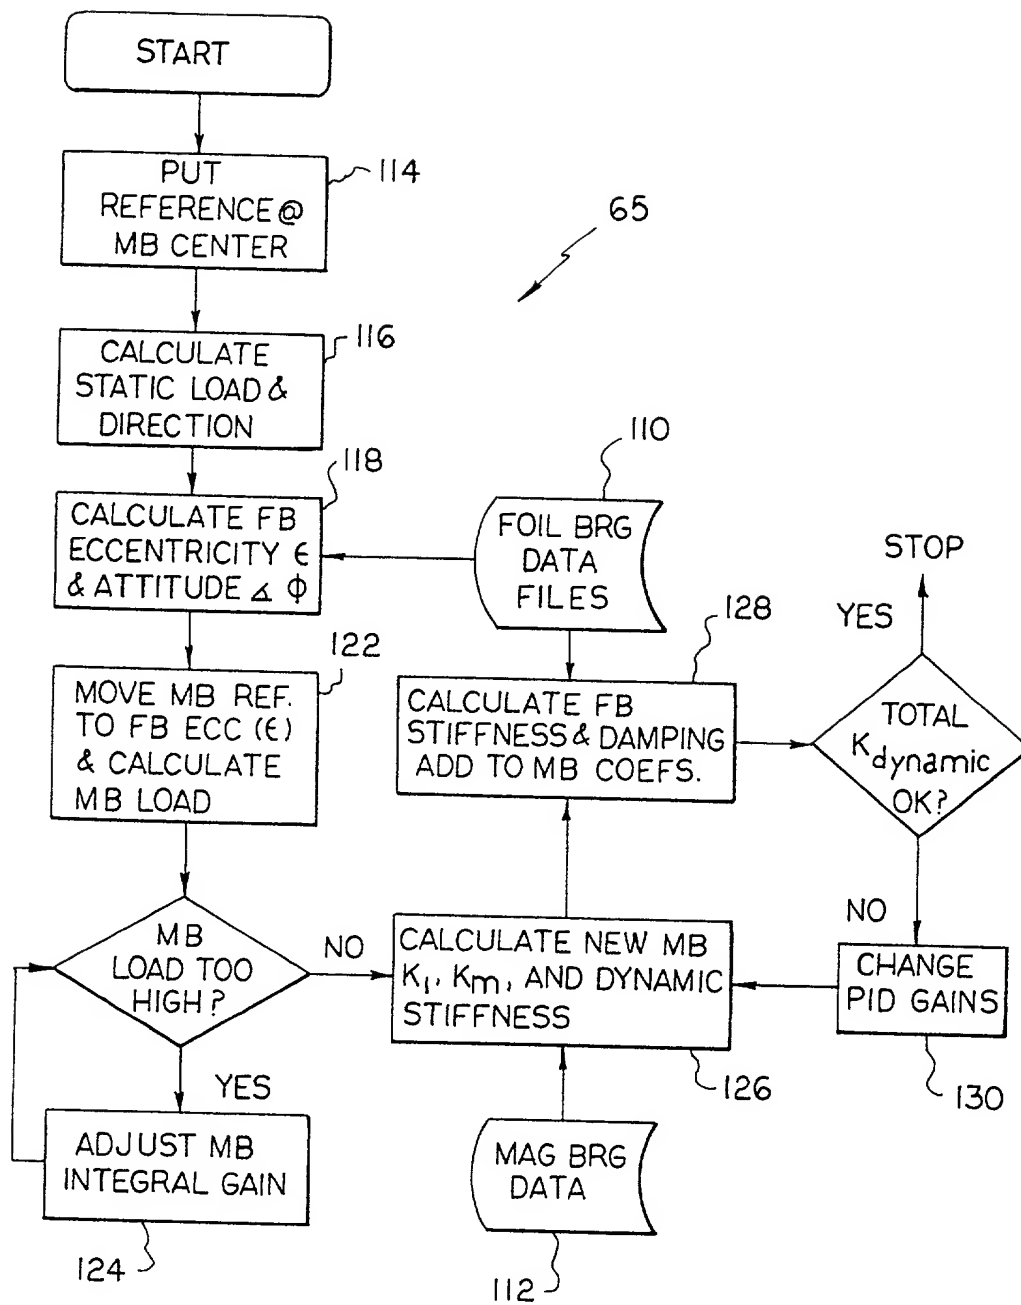 START
PUT
REFERENCE @
MB CENTER
114
65
CALCULATE
STATIC LOAD &
DIRECTION
116
CALCULATE FB
ECCENTRICITY ϵ
& ATTITUDE ∡ ϕ
118
FOIL BRG
DATA
FILES
110
MOVE MB REF.
TO FB ECC (ϵ)
& CALCULATE
MB LOAD
122
CALCULATE FB
STIFFNESS & DAMPING
ADD TO MB COEFS.
128
STOP
YES
TOTAL
Kdynamic
OK?
NO
MB
LOAD TOO
HIGH?
NO
YES
CALCULATE NEW MB
Ki, Km, AND DYNAMIC
STIFFNESS
126
CHANGE
PID GAINS
130
ADJUST MB
INTEGRAL GAIN
124
MAG BRG
DATA
112